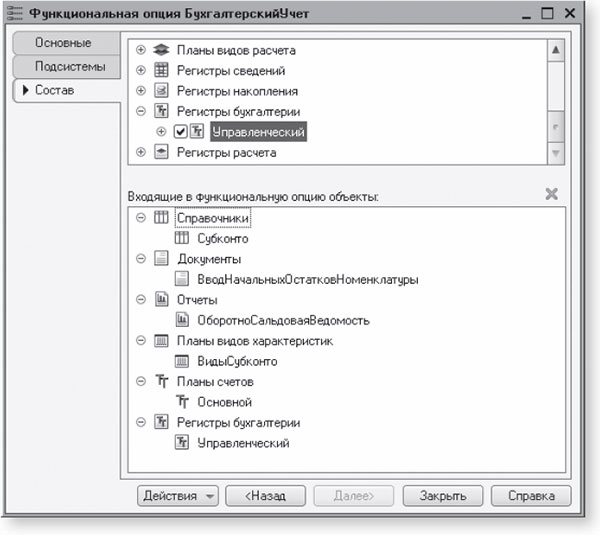 Функциональная опция БухгалтерскийУчет
Основные
Подсистемы
Состав
Планы видов расчета
Регистры сведений
Регистры накопления
Регистры бухгалтерии
Управленческий
Регистры расчета
Входящие в функциональную опцию объекты:
Справочники
Субконто
Документы
ВводНачальныхОстатковНоменклатуры
Отчеты
ОборотноСальдоваяВедомость
Планы видов характеристик
ВидыСубконто
Планы счетов
Основной
Регистры бухгалтерии
Управленческий
Действия
<Назад
Далее>
Закрыть
Справка